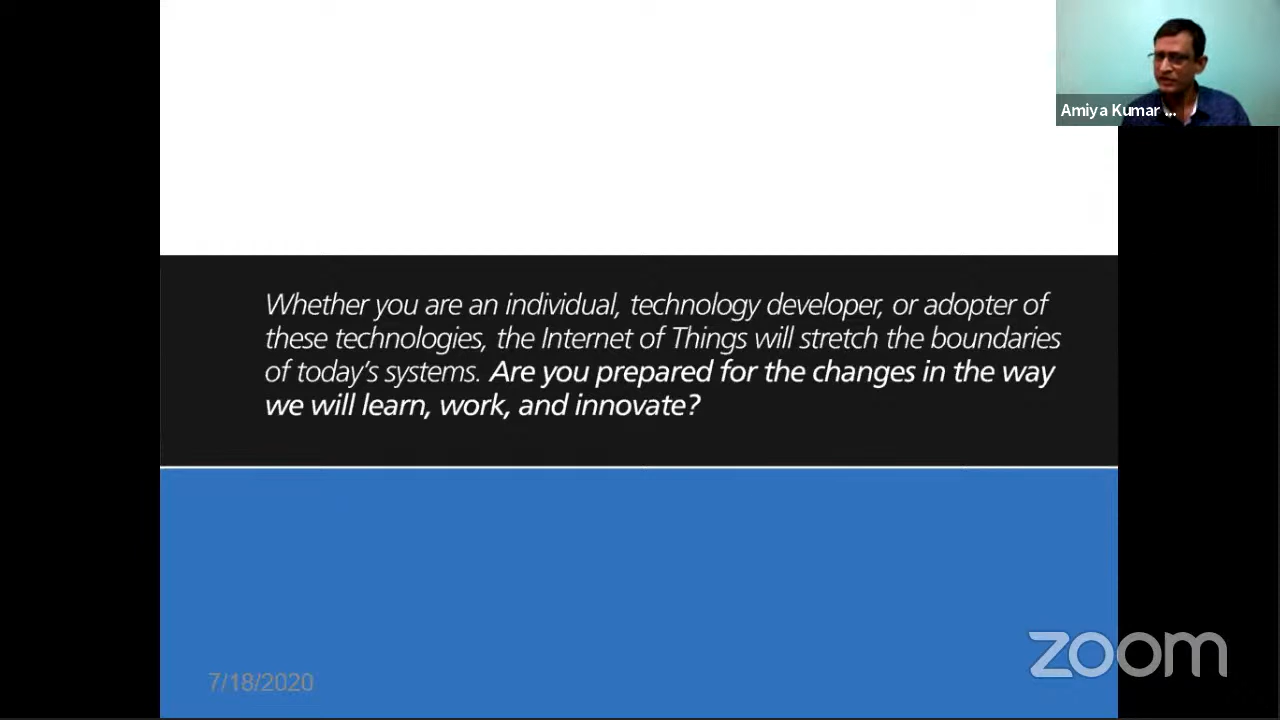 Amiya Kumar ...
Whether you are an individual, technology developer, or adopter of
these technologies, the Internet of Things will stretch the boundaries
of today's systems. Are you prepared for the changes in the way
we will learn, work, and innovate?
zoom
7/18/2020